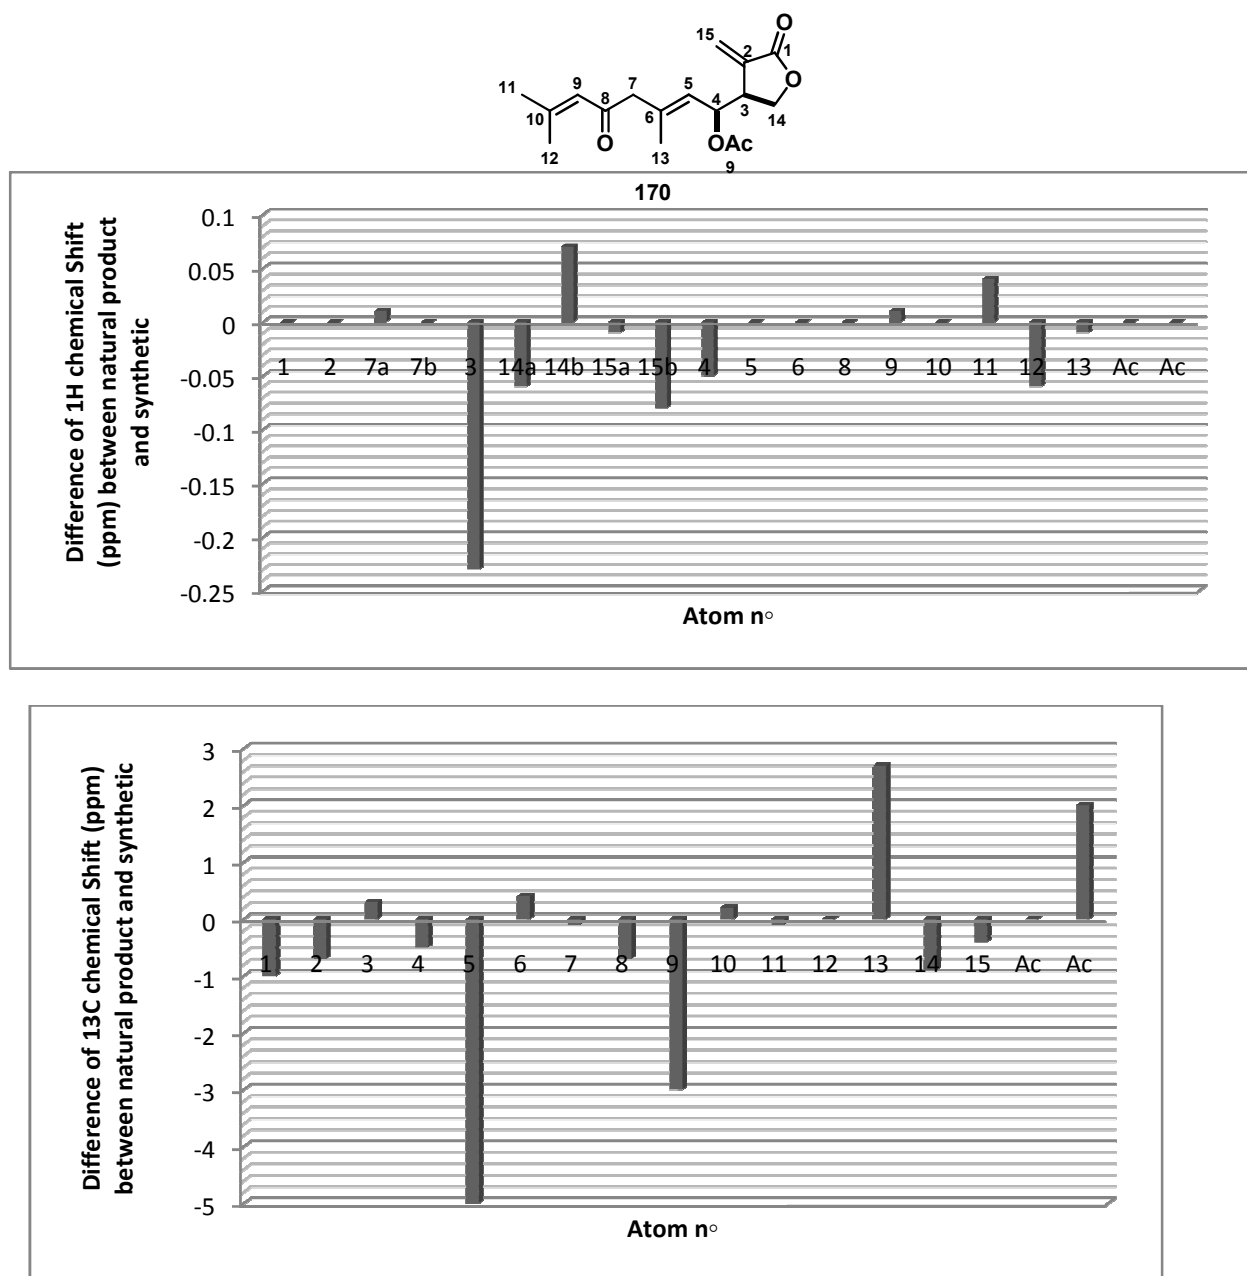 O
15
2
1
O
11
9
7
5
8
4
3
10
6
14
O
OAc
12
13
9
170
Difference of 1H chemical Shift
(ppm) between natural product
and synthetic
0.1
0.05
0
-0.05
-0.1
-0.15
-0.2
-0.25
1 2 7a 7b 3 14a 14b 15a 15b 4 5 6 8 9 10 11 12 13 Ac Ac
Atom n°
Difference of 13C chemical Shift (ppm)
between natural product and synthetic
3
2
1
0
-1
-2
-3
-4
-5
1 2 3 4 5 6 7 8 9 10 11 12 13 14 15 Ac Ac
Atom n°